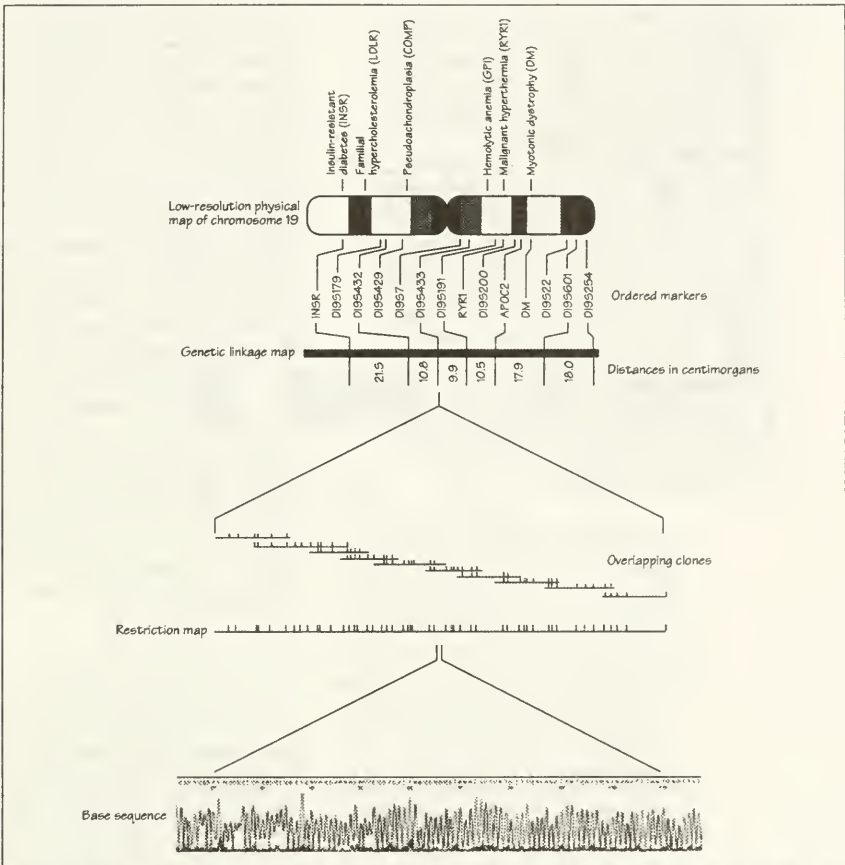 Insulin-resistant
diabetes (INSR)
Familial
hypercholesterolemia (LDLR)
Pseudoachondroplasia (COMP)
Hemolytic anemia (GPI)
Malignant hyperthermia (RYR1)
Myotonic dystrophy (DM)
Low-resolution physical
map of chromosome 19
INSR
D19S179
D19S432
D19S429
D19S7
D19S433
D19S191
RYR1
D19S200
APOC2
DM
D19S22
D19S601
D19S254
Ordered markers
Genetic linkage map
21.5
10.8
9.9
10.5
17.9
18.0
Distances in centimorgans
Overlapping clones
Restriction map
Base sequence